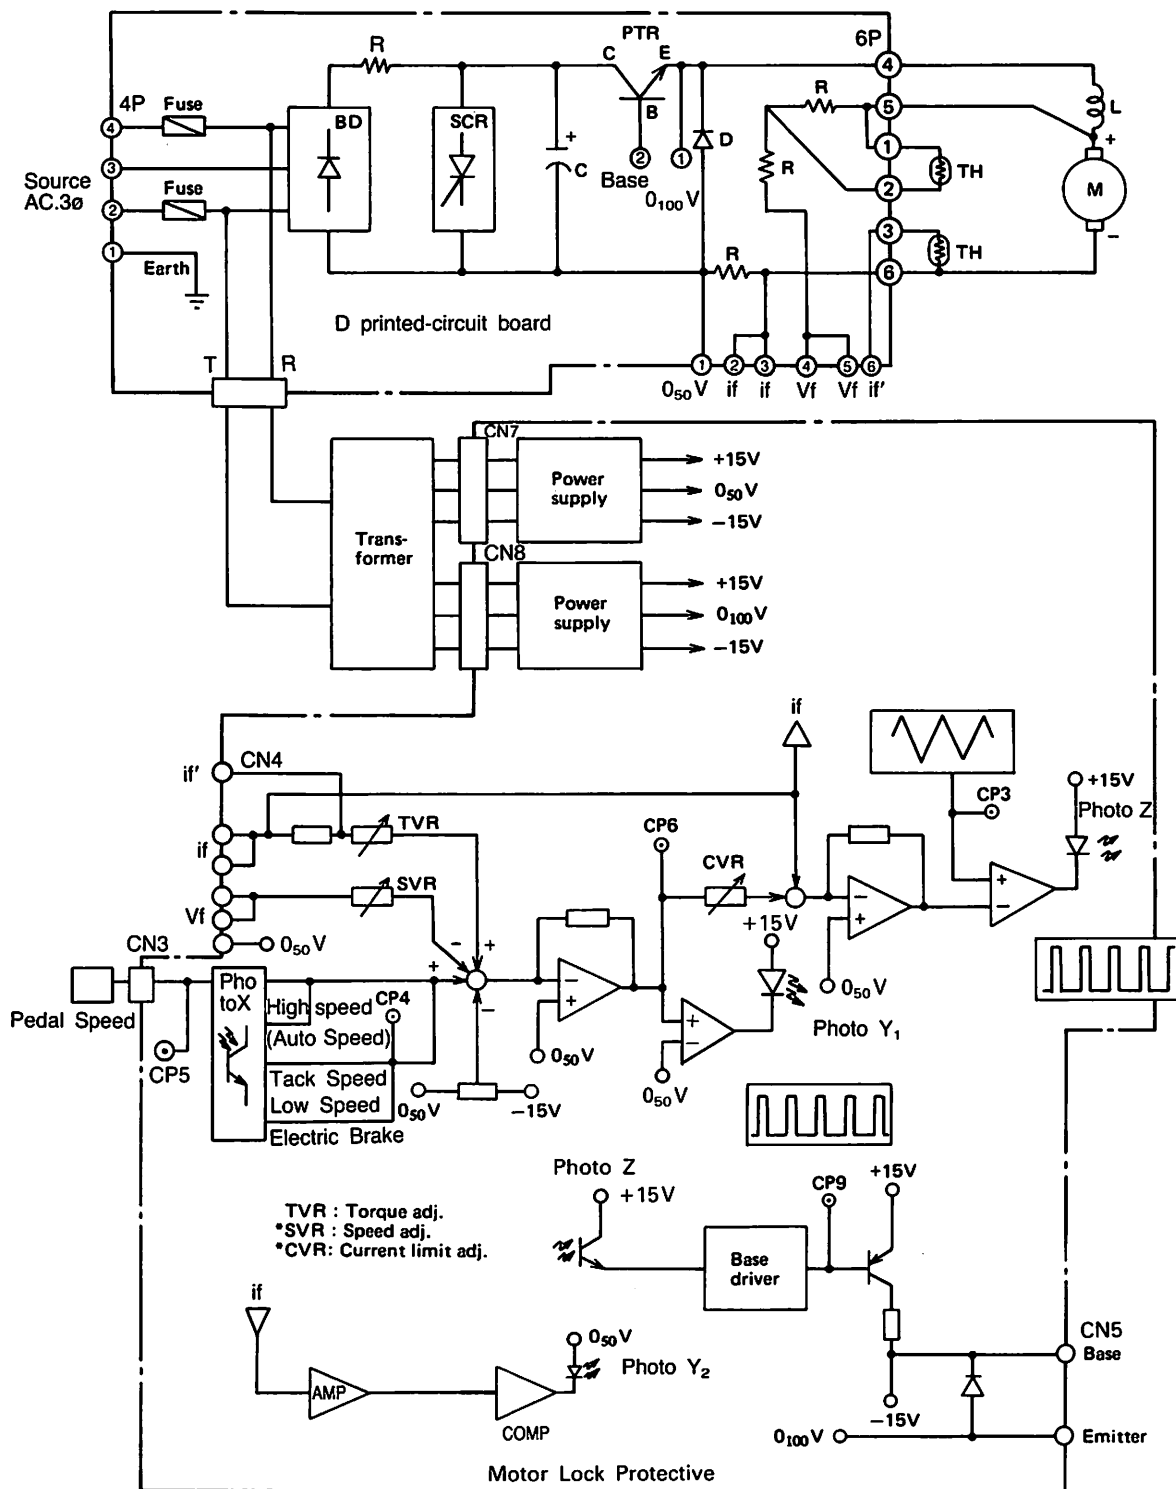 PTR
6P
R
C
E
4
4P
Fuse
B
R
5
L
4
BD
SCR
+
C
D
1
+
3
2
1
R
TH
M
Source
AC.3ø
Fuse
Base
0100V
2
2
3
−
1
R
TH
Earth
6
D printed-circuit board
T
R
1
2
3
4
5
6
050V
if
if
Vf
Vf
if'
CN7
+15V
Power
supply
050V
−15V
Trans-
former
CN8
+15V
Power
supply
0100V
−15V
if
if'
CN4
+15V
CP3
Photo Z
TVR
CP6
if
CVR
+
SVR
−
−
Vf
+15V
+
CN3
050V
−
+
Pho
toX
+
−
050V
Pedal Speed
High speed
CP4
−
+
+
Photo Y1
(Auto Speed)
050V
−
CP5
Tack Speed
050V
−15V
050V
Low Speed
Electric Brake
Photo Z
+15V
CP9
+15V
TVR : Torque adj.
*SVR : Speed adj.
*CVR: Current limit adj.
Base
driver
if
CN5
050V
Base
Photo Y2
AMP
−15V
COMP
0100V
Emitter
Motor Lock Protective